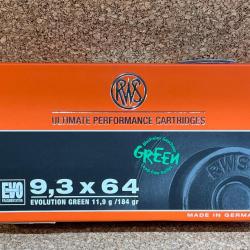 RWS
ULTIMATE PERFORMANCE CARTRIDGES
GREEN
EVO
9,3 x 64
EVOLUTION GREEN 11,9 g /184 gr
RWS
MADE IN GERMANY